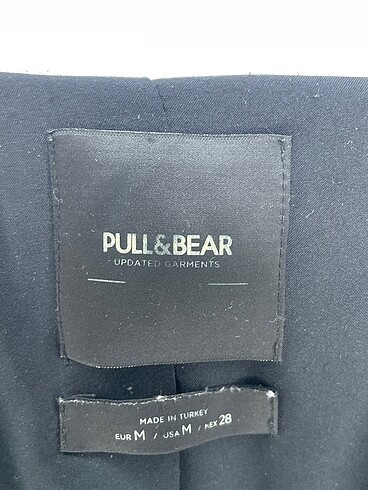 PULL&BEAR
UPDATED GARMENTS
MADE IN TURKEY
EUR M / USA M / MEX 28